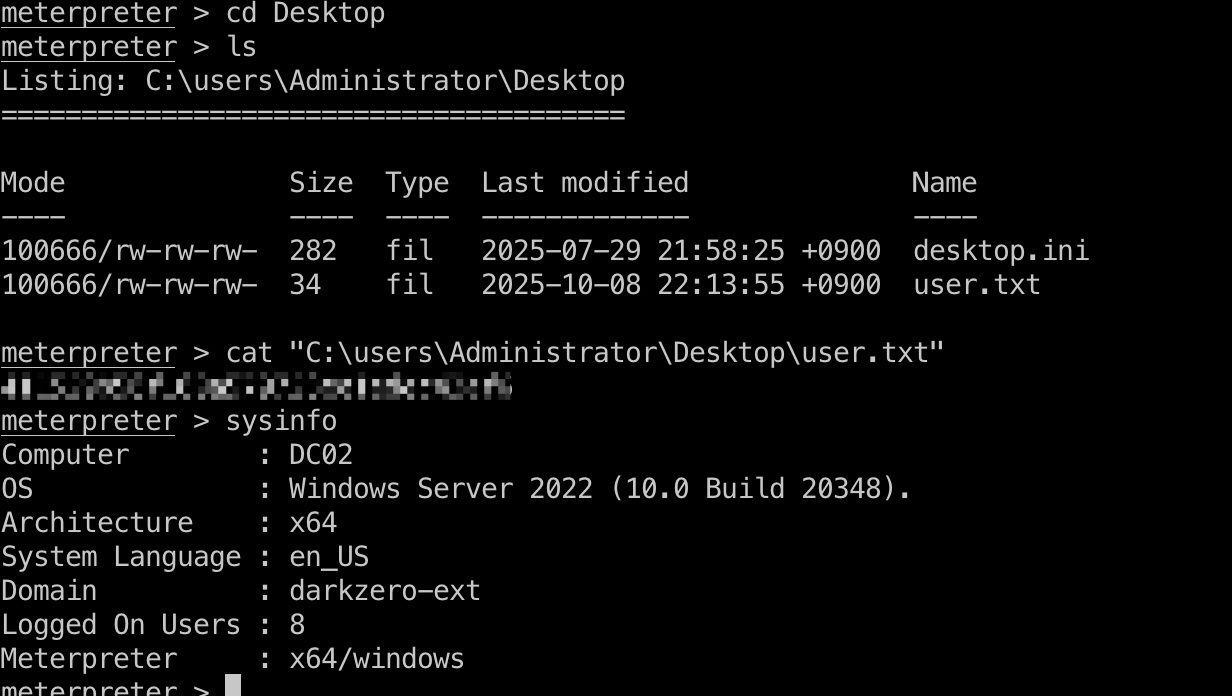 meterpreter > cd Desktop
meterpreter > ls
Listing: C:\users\Administrator\Desktop
=======================================
Mode Size Type Last modified Name
---- ---- ---- ------------- ----
100666/rw-rw-rw- 282 fil 2025-07-29 21:58:25 +0900 desktop.ini
100666/rw-rw-rw- 34 fil 2025-10-08 22:13:55 +0900 user.txt
meterpreter > cat "C:\users\Administrator\Desktop\user.txt"
meterpreter > sysinfo
Computer : DC02
OS : Windows Server 2022 (10.0 Build 20348).
Architecture : x64
System Language : en_US
Domain : darkzero-ext
Logged On Users : 8
Meterpreter : x64/windows
meterpreter >